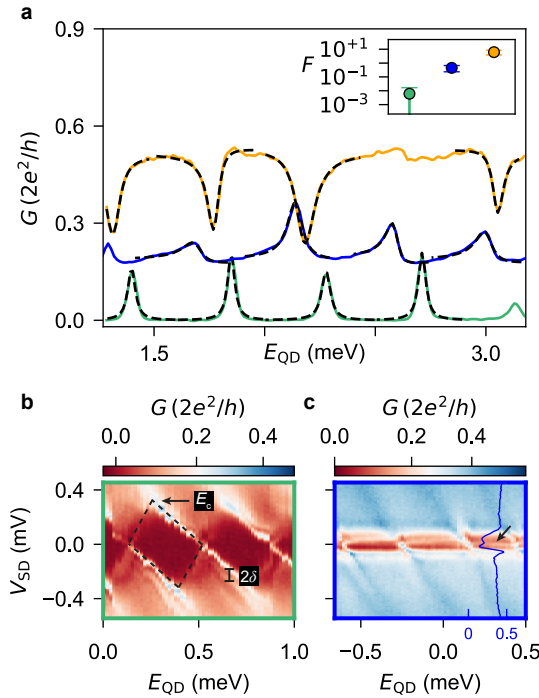 a
G (2e²/h)
0.9
0.6
0.3
0.0
F
10⁺¹
10⁻¹
10⁻³
1.5
3.0
E_QD (meV)
b
G (2e²/h)
0.0
0.2
0.4
V_SD (mV)
0.4
0.0
−0.4
E_c
2δ
0.0
0.5
1.0
E_QD (meV)
c
G (2e²/h)
0.0
0.2
0.4
0
0.5
−0.5
0.0
0.5
E_QD (meV)